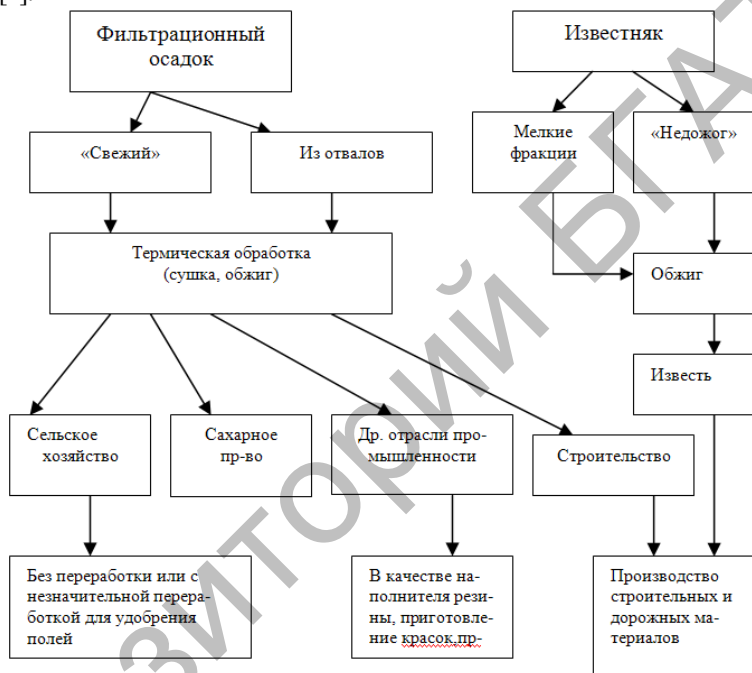 Фильтрационный
осадок
Известняк
«Свежий»
Из отвалов
Мелкие
фракции
«Недожог»
Термическая обработка
(сушка, обжиг)
Обжиг
Известь
Сельское
хозяйство
Сахарное
пр-во
Др. отрасли про-
мышленности
Строительство
Без переработки или с
незначительной перера-
боткой для удобрения
полей
В качестве на-
полнителя рези-
ны, приготовле-
ние красок,пр-
Производство
строительных и
дорожных ма-
териалов